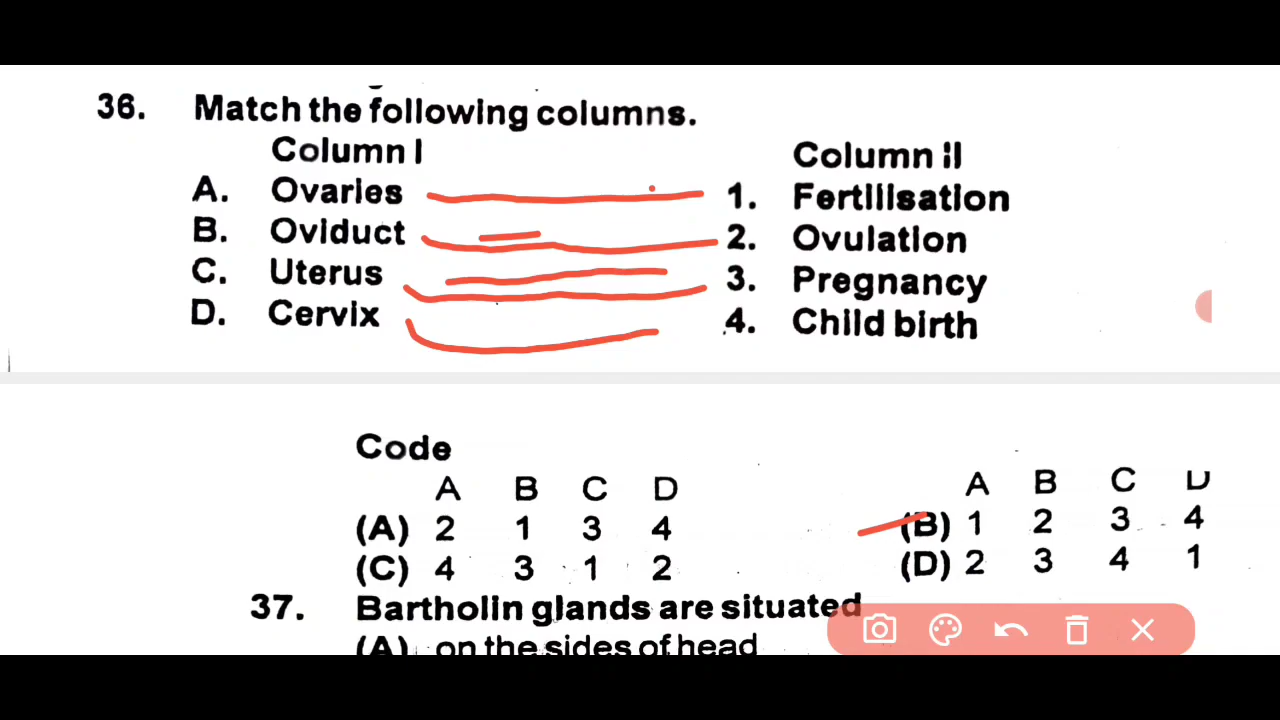 36. Match the following columns.
Column I Column II
A. Ovaries 1. Fertilisation
B. Oviduct 2. Ovulation
C. Uterus 3. Pregnancy
D. Cervix 4. Child birth
Code
A B C D A B C D
(A) 2 1 3 4 (B) 1 2 3 4
(C) 4 3 1 2 (D) 2 3 4 1
37. Bartholin glands are situated
(A) on the sides of head